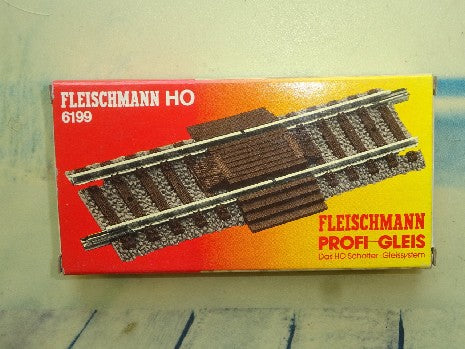 FLEISCHMANN HO
6199
FLEISCHMANN
PROFI-GLEIS
Das HO Schotter-Gleissystem